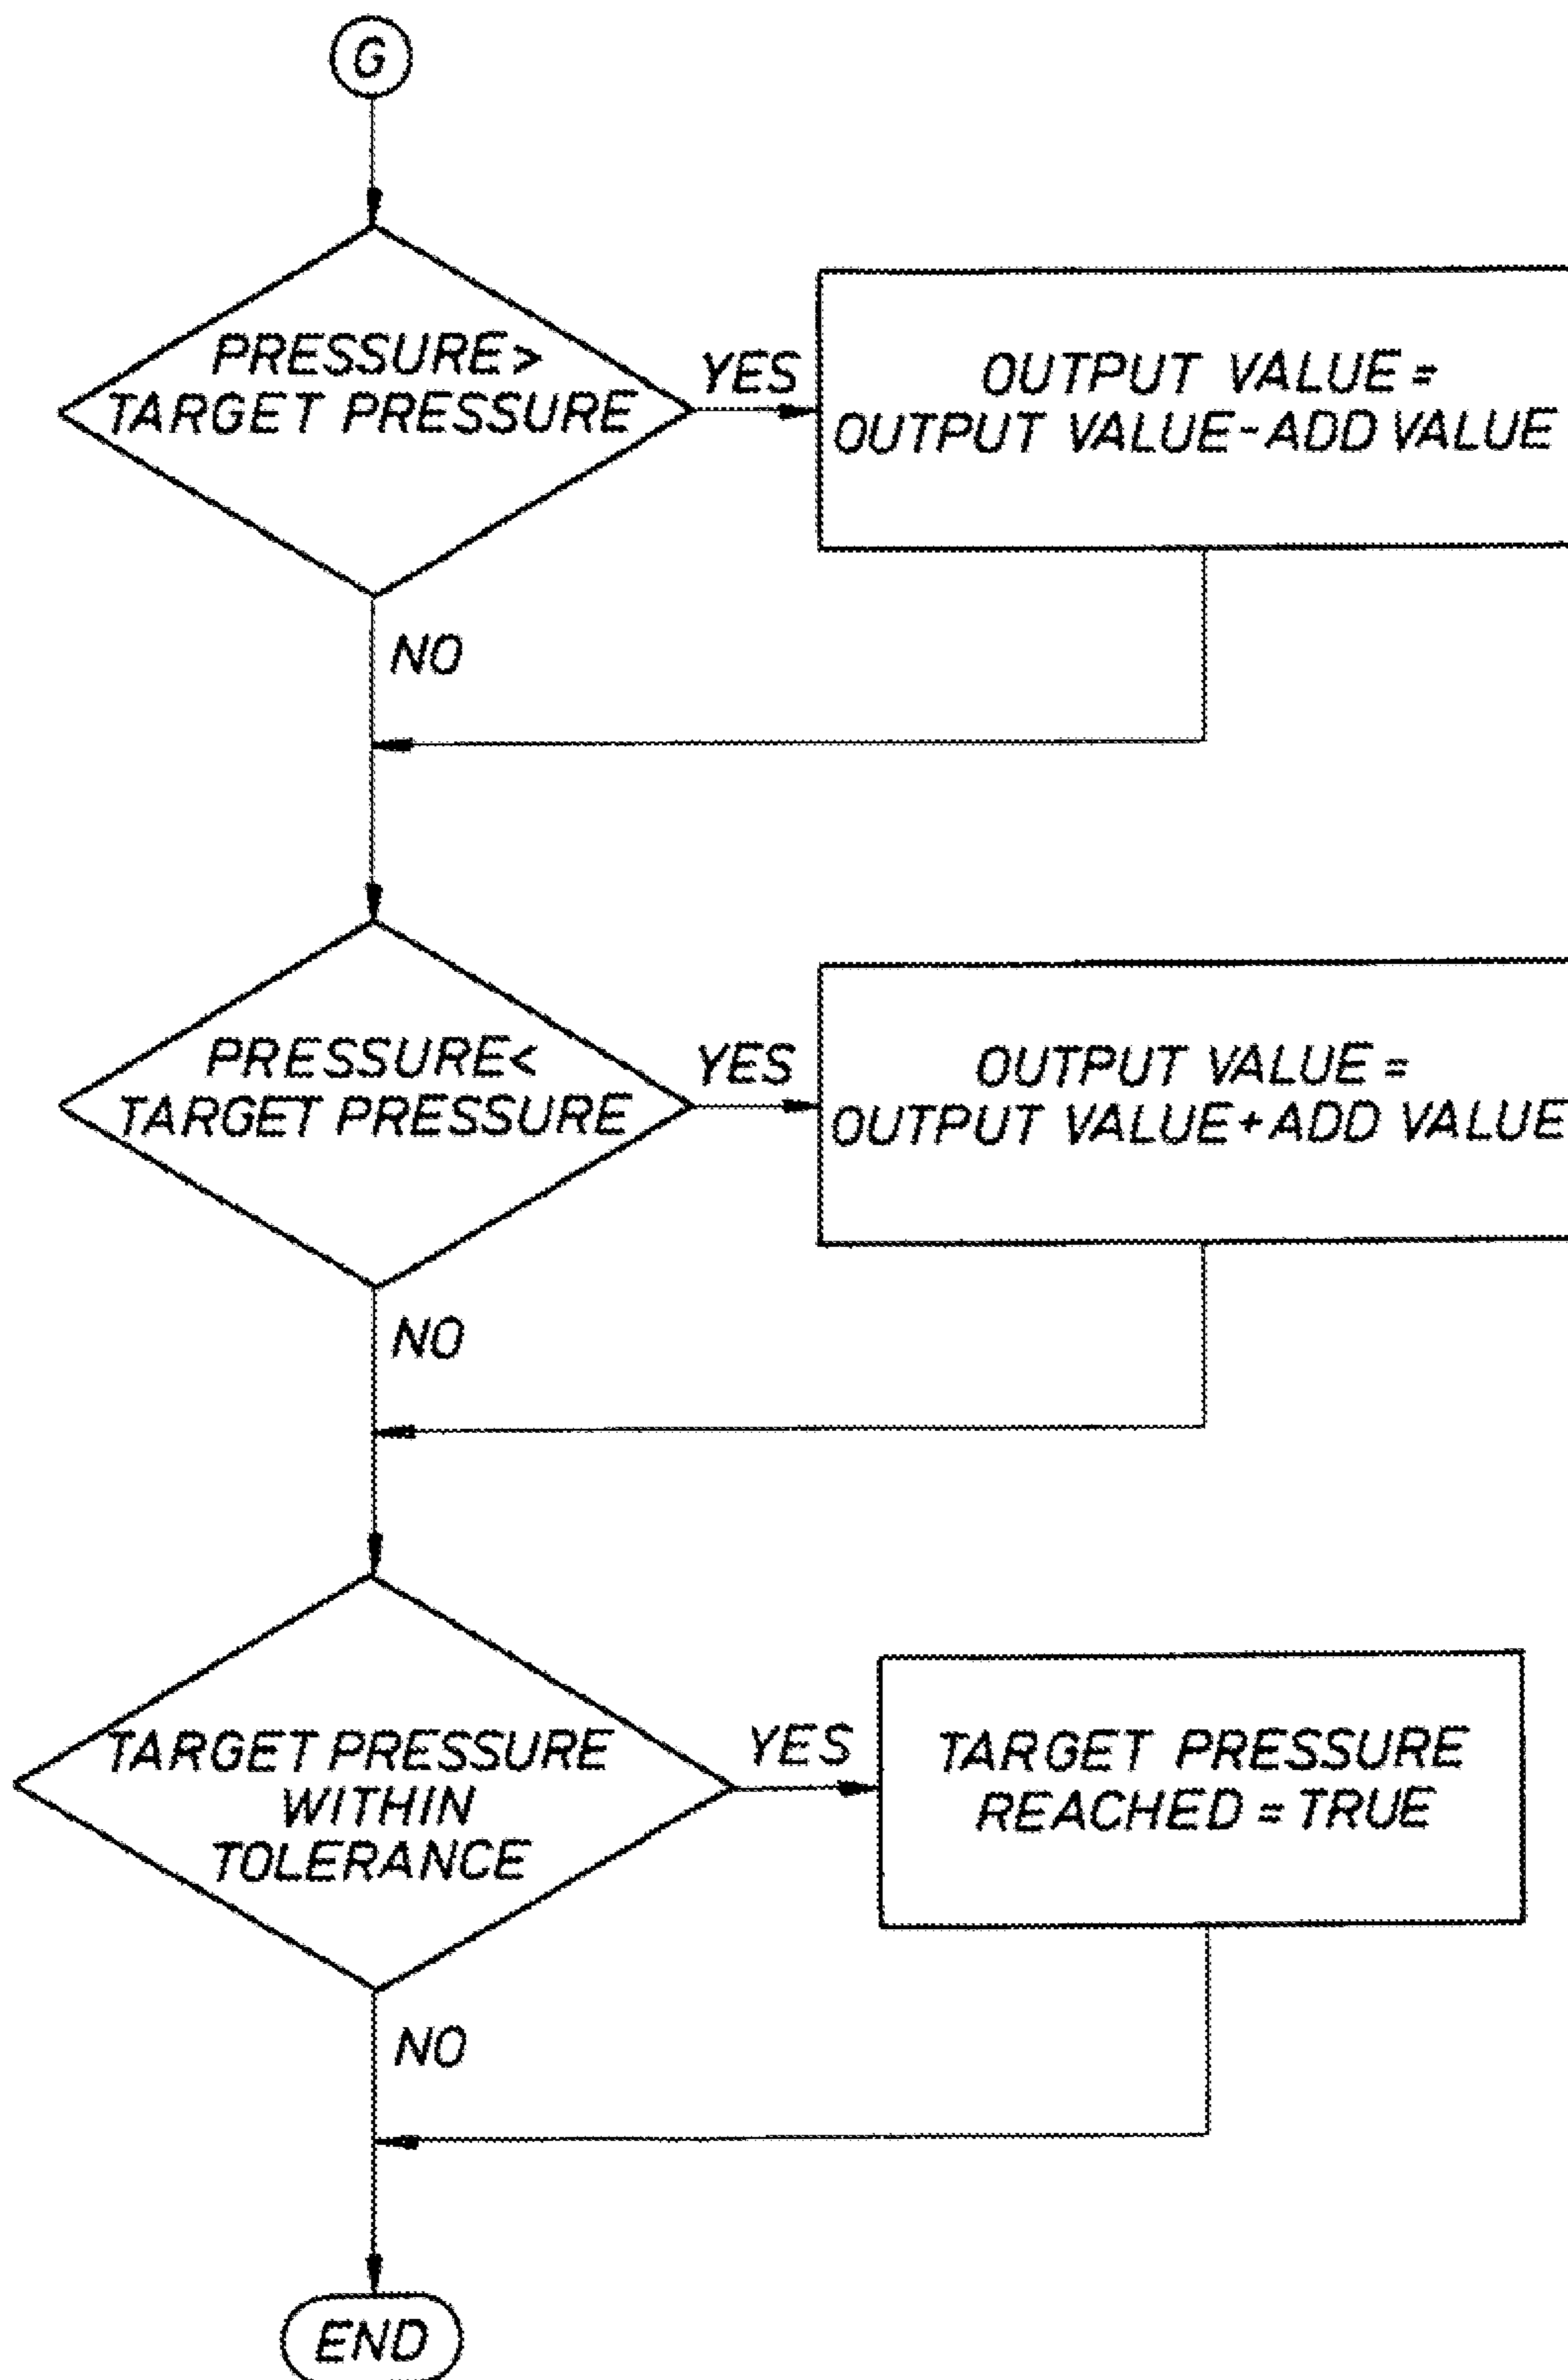 G
PRESSURE>
TARGET PRESSURE
YES
OUTPUT VALUE =
OUTPUT VALUE-ADD VALUE
NO
PRESSURE<
TARGET PRESSURE
YES
OUTPUT VALUE =
OUTPUT VALUE+ADD VALUE
NO
TARGET PRESSURE
WITHIN
TOLERANCE
YES
TARGET PRESSURE
REACHED = TRUE
NO
END